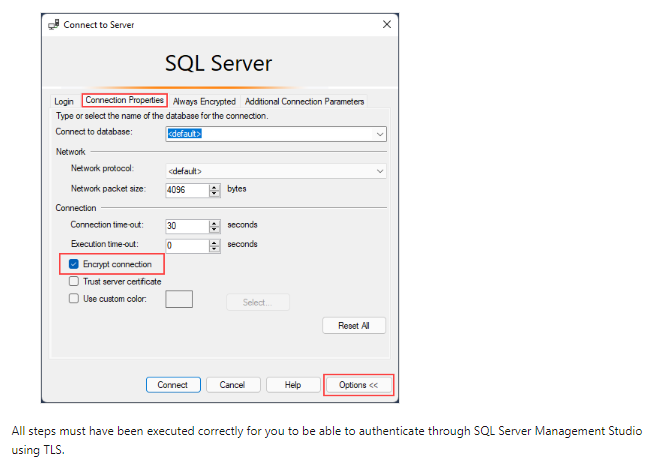 Connect to Server
SQL Server
Login Connection Properties Always Encrypted Additional Connection Parameters
Type or select the name of the database for the connection.
Connect to database: <default>
Network
Network protocol: <default>
Network packet size: 4096 bytes
Connection
Connection time-out: 30 seconds
Execution time-out: 0 seconds
Encrypt connection
Trust server certificate
Use custom color: Select...
Reset All
Connect Cancel Help Options <<
All steps must have been executed correctly for you to be able to authenticate through SQL Server Management Studio
using TLS.